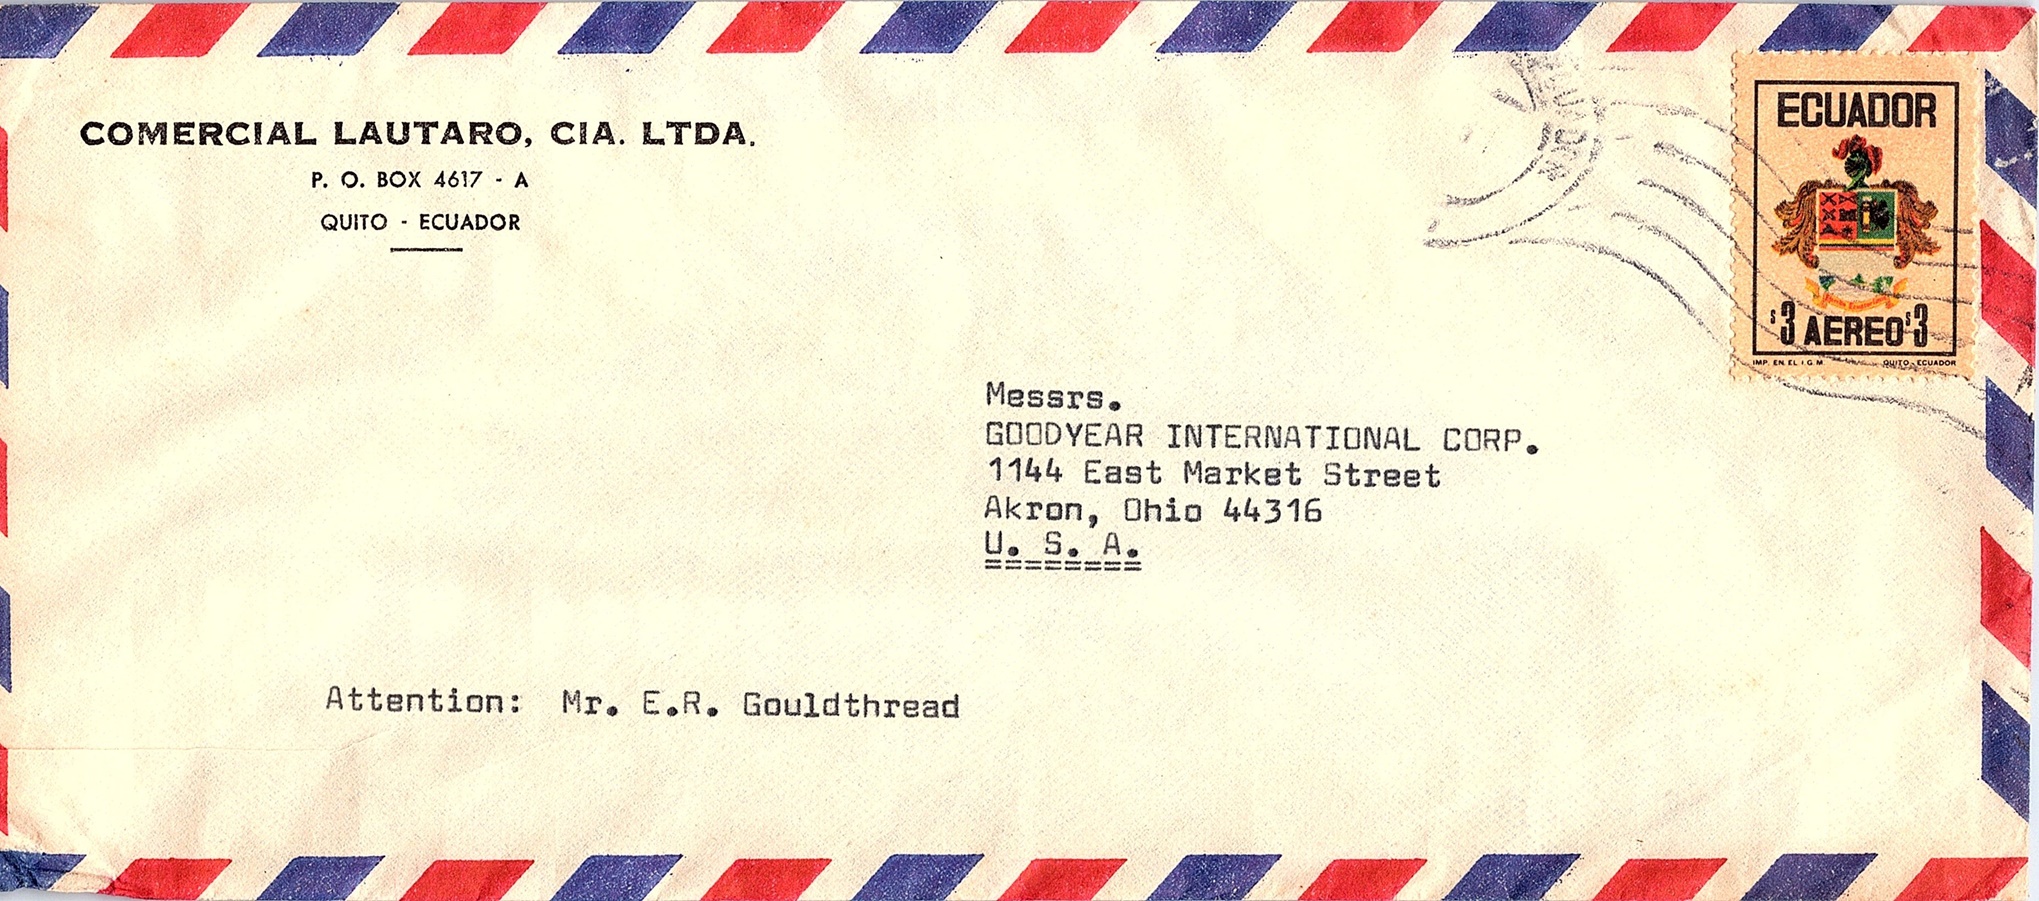 COMERCIAL LAUTARO, CIA. LTDA.
P. O. BOX 4617 - A
QUITO - ECUADOR
ECUADOR
$3 AEREO $3
IMP. EN EL I.G.M. QUITO - ECUADOR
Messrs.
GOODYEAR INTERNATIONAL CORP.
1144 East Market Street
Akron, Ohio 44316
U. S. A.
Attention: Mr. E.R. Gouldthread